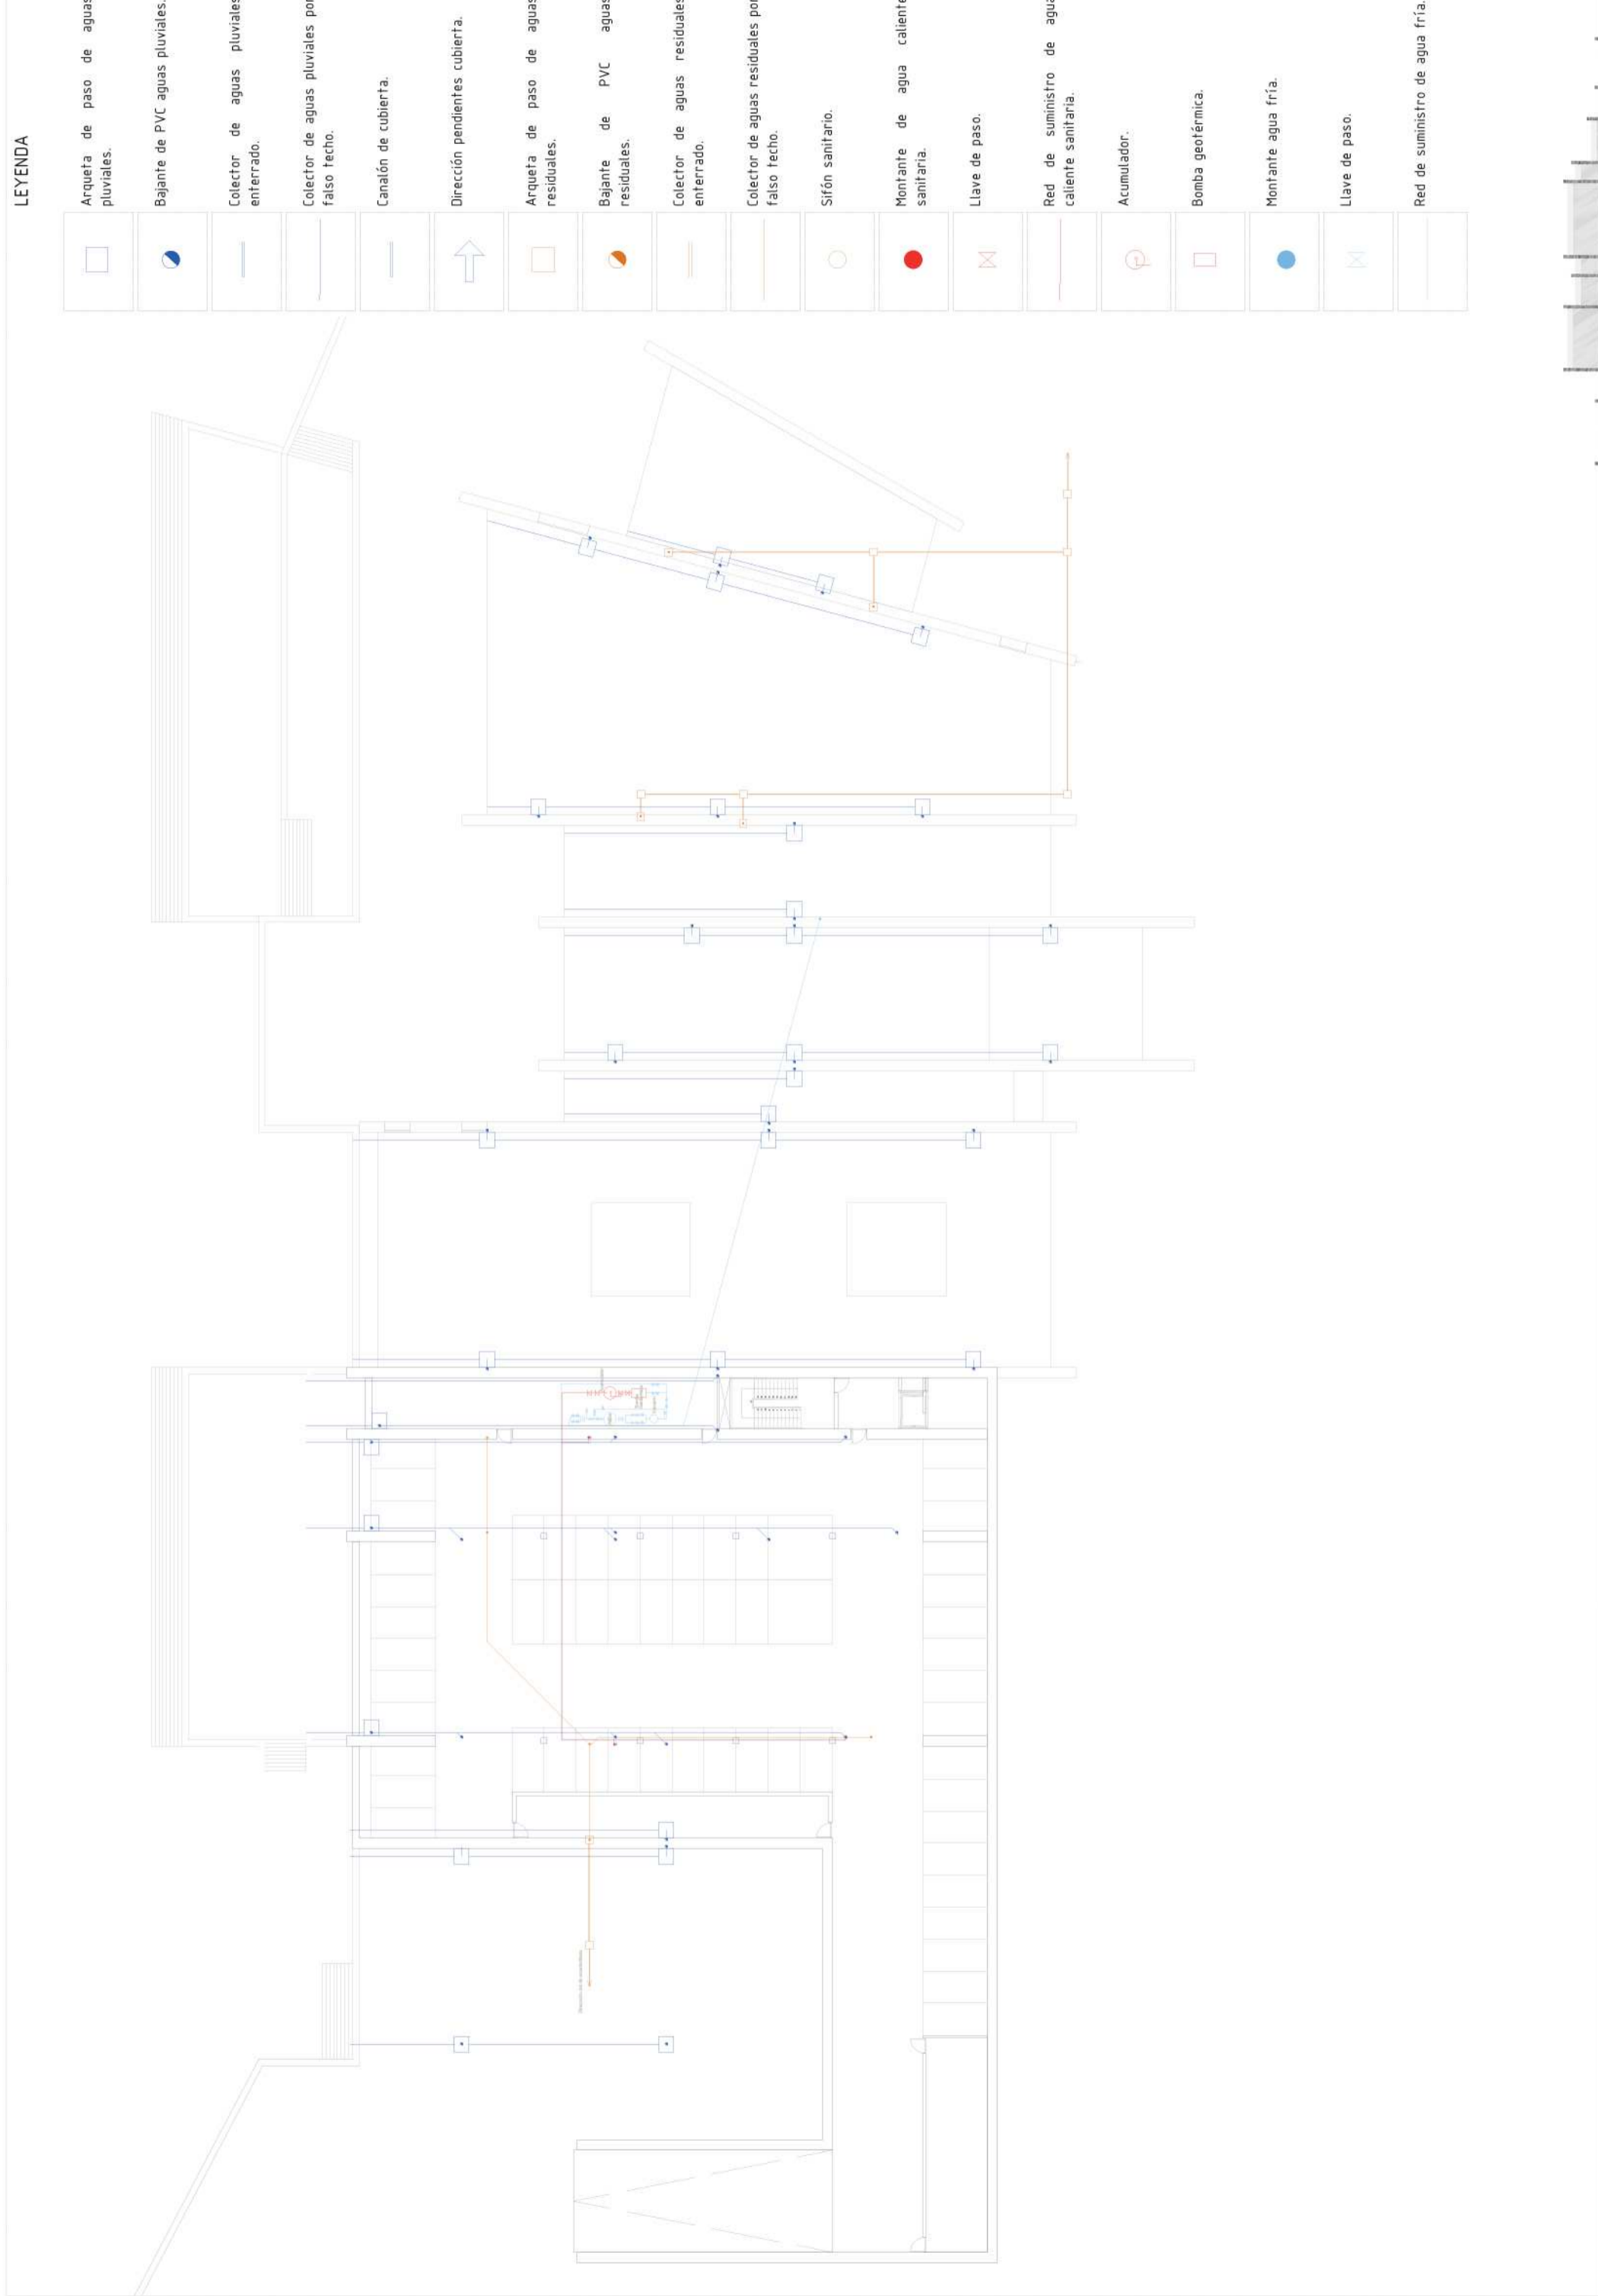 LEYENDA
Arqueta de paso de aguas
pluviales.
Bajante de PVC aguas pluviales.
Colector de aguas pluviales
enterrado.
Colector de aguas pluviales por
falso techo.
Canalón de cubierta.
Dirección pendientes cubierta.
Arqueta de paso de aguas
residuales.
Bajante de PVC aguas
residuales.
Colector de aguas residuales
enterrado.
Colector de aguas residuales por
falso techo.
Sifón sanitario.
Montante de agua caliente
sanitaria.
Llave de paso.
Red de suministro de agua
caliente sanitaria.
Acumulador.
Bomba geotérmica.
Montante agua fría.
Llave de paso.
Red de suministro de agua fría.